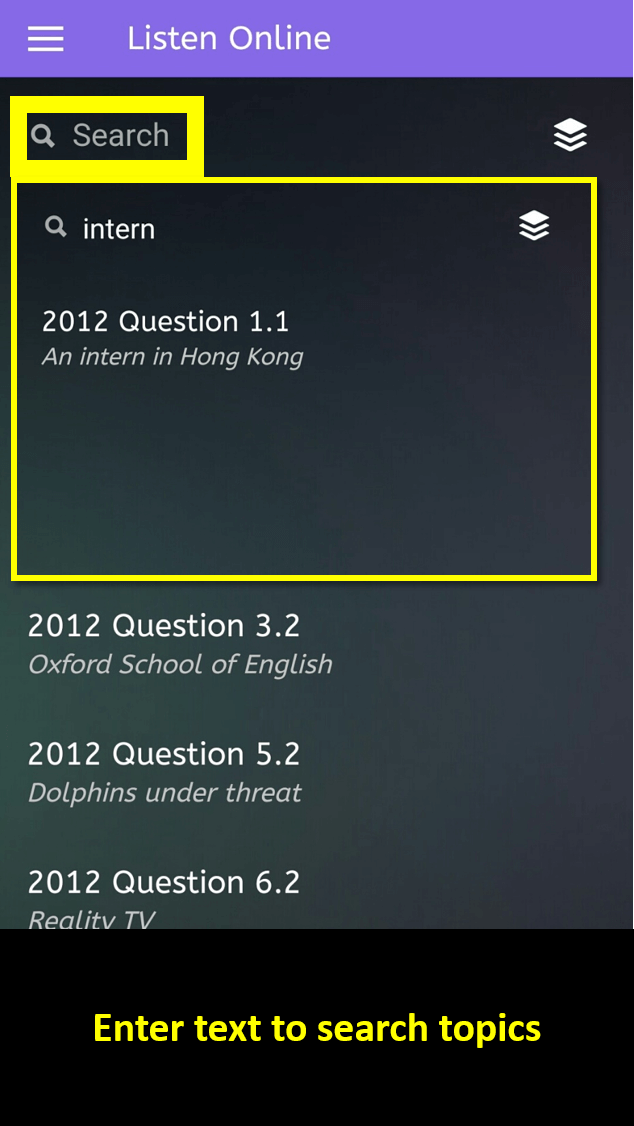 Listen Online
Search
intern
2012 Question 1.1
An intern in Hong Kong
2012 Question 3.2
Oxford School of English
2012 Question 5.2
Dolphins under threat
2012 Question 6.2
Reality TV
Enter text to search topics